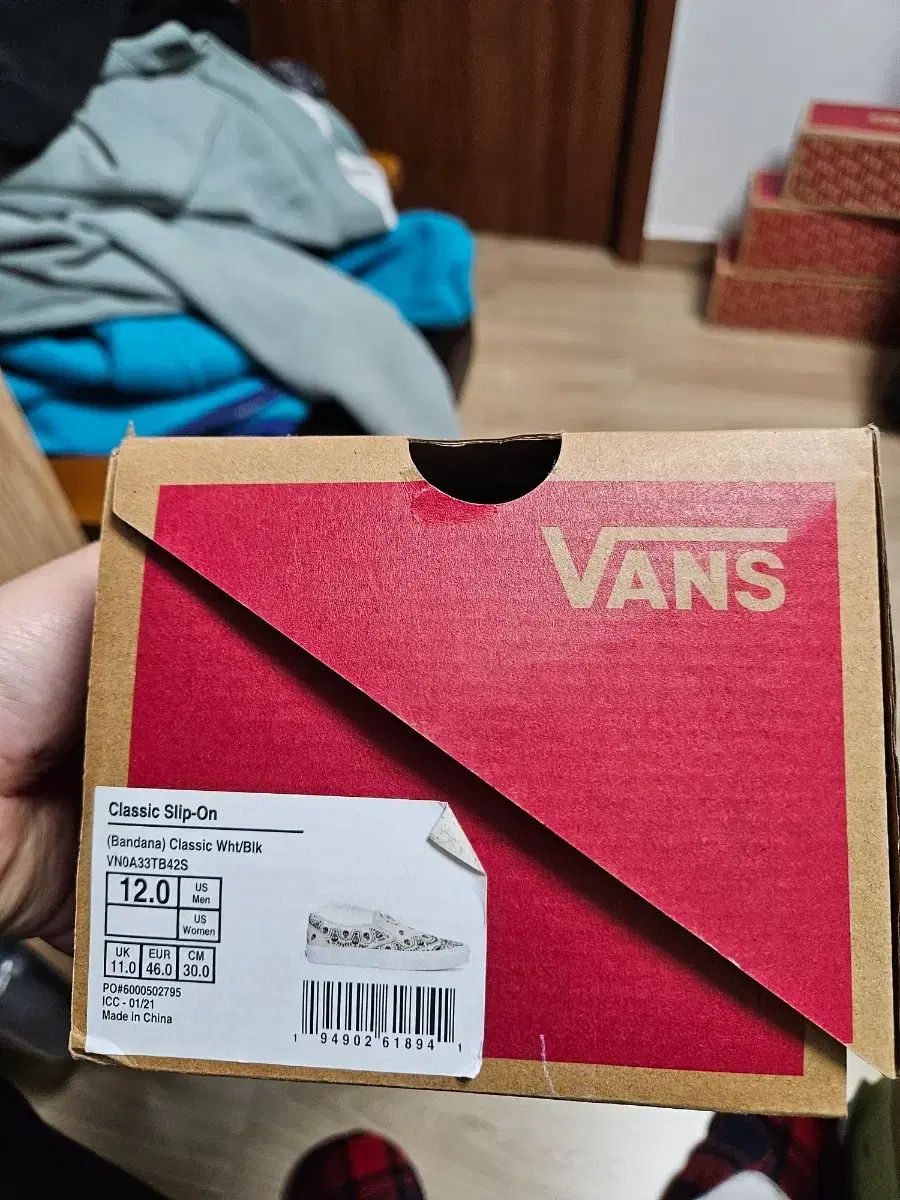 VANS
Classic Slip-On
(Bandana) Classic Wht/Blk
VN0A33TB42S
12.0 US Men
US Women
UK 11.0 EUR 46.0 CM 30.0
PO#6000502795
ICC - 01/21
Made in China
1 94902 61894 1